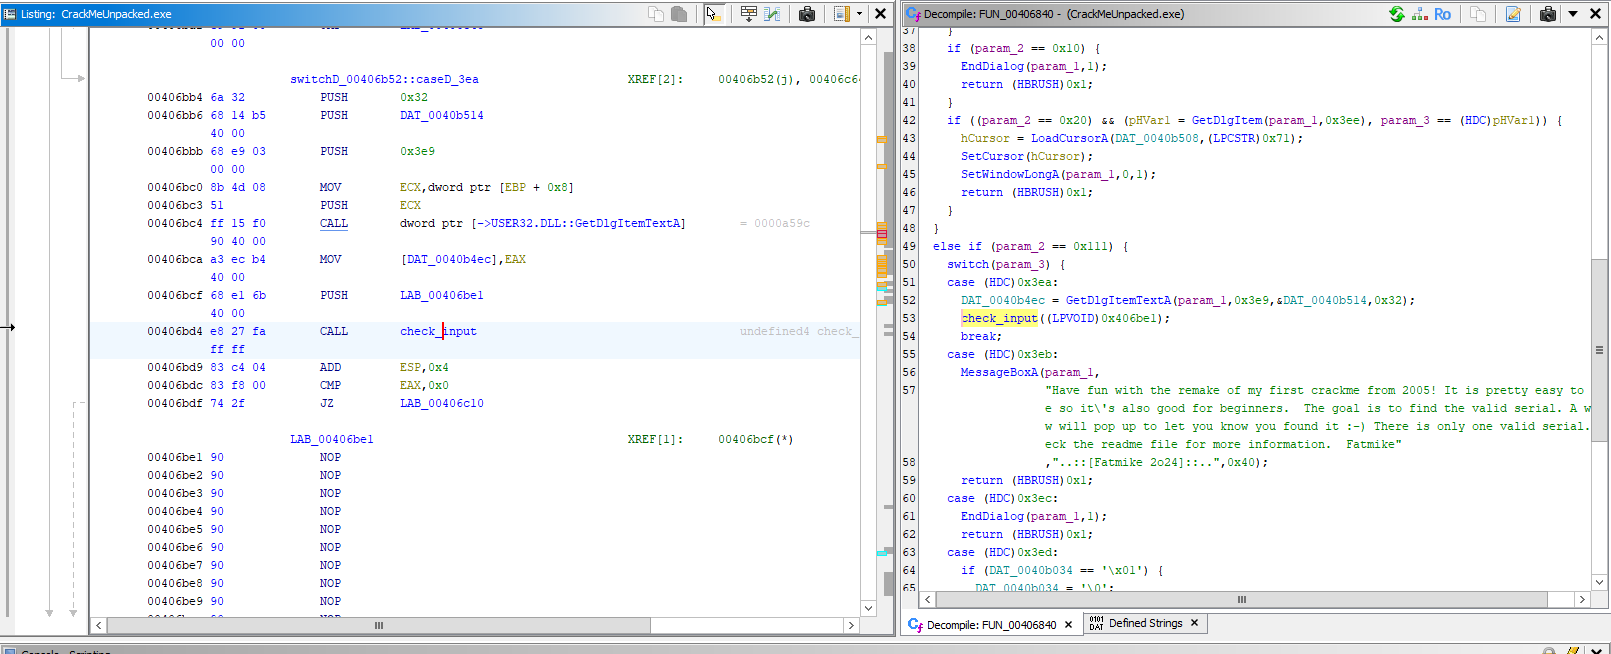 Listing: CrackMeUnpacked.exe
00 00
switchD_00406b52::caseD_3ea XREF[2]: 00406b52(j), 00406c6
00406bb4 6a 32 PUSH 0x32
00406bb6 68 14 b5 PUSH DAT_0040b514
40 00
00406bbb 68 e9 03 PUSH 0x3e9
00 00
00406bc0 8b 4d 08 MOV ECX,dword ptr [EBP + 0x8]
00406bc3 51 PUSH ECX
00406bc4 ff 15 f0 CALL dword ptr [->USER32.DLL::GetDlgItemTextA] = 0000a59c
90 40 00
00406bca a3 ec b4 MOV [DAT_0040b4ec],EAX
40 00
00406bcf 68 e1 6b PUSH LAB_00406be1
40 00
00406bd4 e8 27 fa CALL check_input undefined4 check_
ff ff
00406bd9 83 c4 04 ADD ESP,0x4
00406bdc 83 f8 00 CMP EAX,0x0
00406bdf 74 2f JZ LAB_00406c10
LAB_00406be1 XREF[1]: 00406bcf(*)
00406be1 90 NOP
00406be2 90 NOP
00406be3 90 NOP
00406be4 90 NOP
00406be5 90 NOP
00406be6 90 NOP
00406be7 90 NOP
00406be8 90 NOP
00406be9 90 NOP
Decompile: FUN_00406840 - (CrackMeUnpacked.exe)
Ro
37 }
38 if (param_2 == 0x10) {
39 EndDialog(param_1,1);
40 return (HBRUSH)0x1;
41 }
42 if ((param_2 == 0x20) && (pHVar1 = GetDlgItem(param_1,0x3ee), param_3 == (HDC)pHVar1)) {
43 hCursor = LoadCursorA(DAT_0040b508,(LPCSTR)0x71);
44 SetCursor(hCursor);
45 SetWindowLongA(param_1,0,1);
46 return (HBRUSH)0x1;
47 }
48 }
49 else if (param_2 == 0x111) {
50 switch(param_3) {
51 case (HDC)0x3ea:
52 DAT_0040b4ec = GetDlgItemTextA(param_1,0x3e9,&DAT_0040b514,0x32);
53 check_input((LPVOID)0x406be1);
54 break;
55 case (HDC)0x3eb:
56 MessageBoxA(param_1,
57 "Have fun with the remake of my first crackme from 2005! It is pretty easy to
e so it\'s also good for beginners. The goal is to find the valid serial. A w
w will pop up to let you know you found it :-) There is only one valid serial.
eck the readme file for more information. Fatmike"
58 ,"..::[Fatmike 2o24]::..",0x40);
59 return (HBRUSH)0x1;
60 case (HDC)0x3ec:
61 EndDialog(param_1,1);
62 return (HBRUSH)0x1;
63 case (HDC)0x3ed:
64 if (DAT_0040b034 == '\x01') {
65 DAT_0040b034 = '\0';
Decompile: FUN_00406840
Defined Strings
Console - Scripting